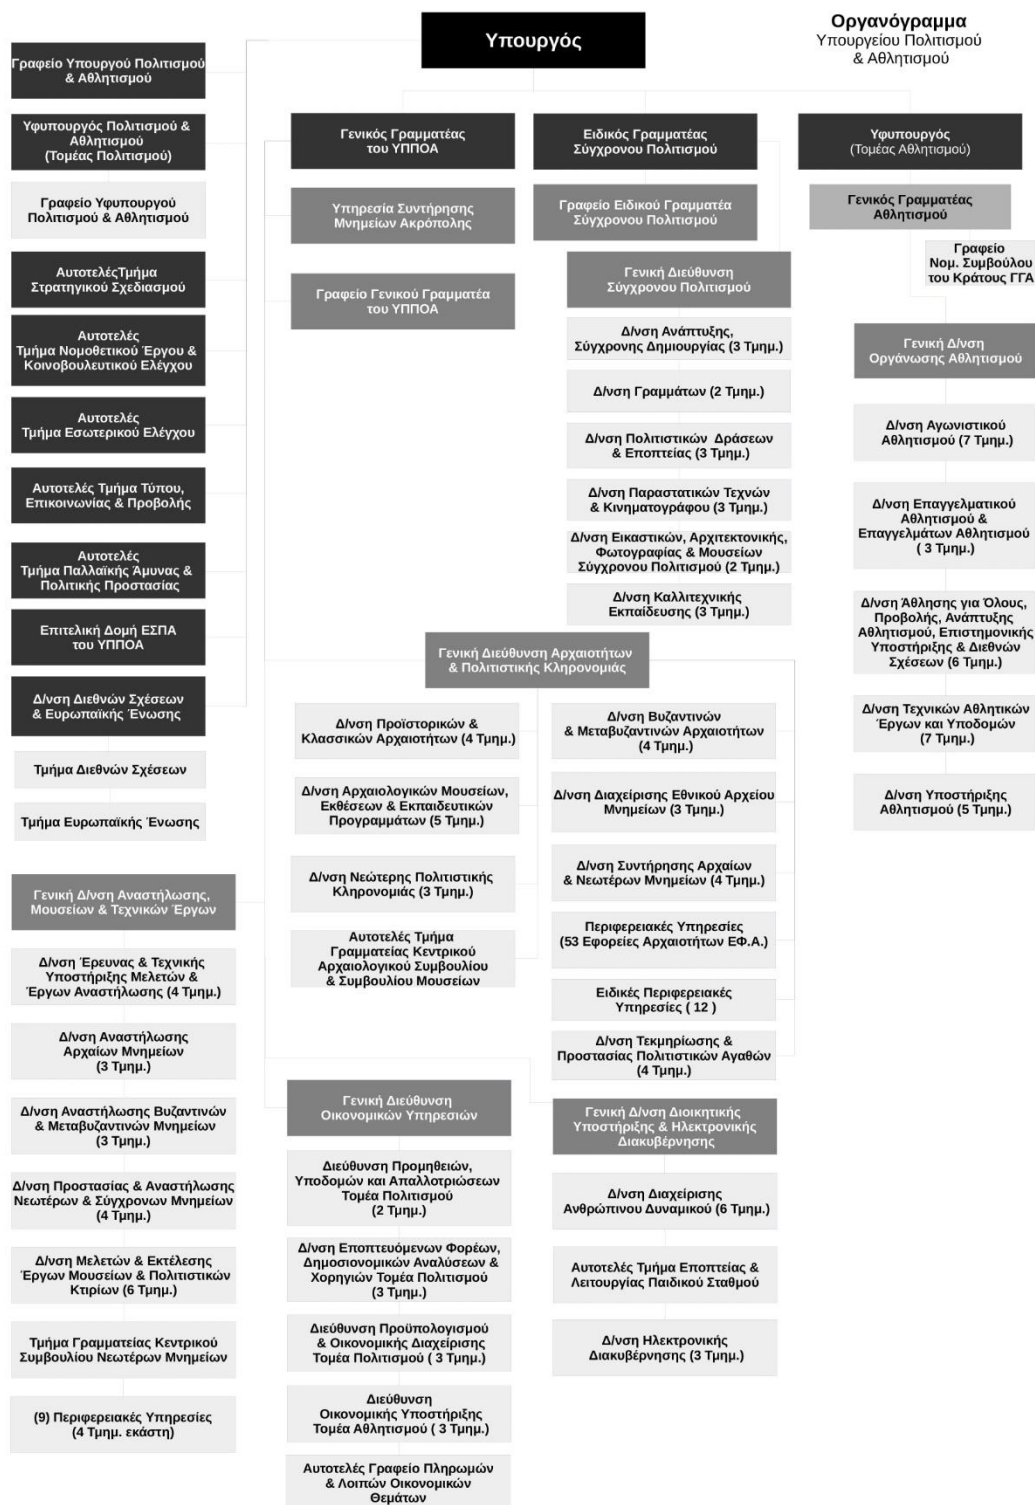 Οργανόγραμμα
Υπουργείου Πολιτισμού
& Αθλητισμού
Υπουργός
Γραφείο Υπουργού Πολιτισμού
& Αθλητισμού
Υφυπουργός Πολιτισμού &
Αθλητισμού
(Τομέας Πολιτισμού)
Γραφείο Υφυπουργού
Πολιτισμού & Αθλητισμού
ΑυτοτελέςΤμήμα
Στρατηγικού Σχεδιασμού
Αυτοτελές
Τμήμα Νομοθετικού Έργου &
Κοινοβουλευτικού Ελέγχου
Αυτοτελές
Τμήμα Εσωτερικού Ελέγχου
Αυτοτελές Τμήμα Τύπου,
Επικοινωνίας & Προβολής
Αυτοτελές
Τμήμα Παλλαϊκής Άμυνας &
Πολιτικής Προστασίας
Επιτελική Δομή ΕΣΠΑ
του ΥΠΠΟΑ
Δ/νση Διεθνών Σχέσεων
& Ευρωπαϊκής Ένωσης
Τμήμα Διεθνών Σχέσεων
Τμήμα Ευρωπαϊκής Ένωσης
Γενικός Γραμματέας
του ΥΠΠΟΑ
Υπηρεσία Συντήρησης
Μνημείων Ακρόπολης
Γραφείο Γενικού Γραμματέα
του ΥΠΠΟΑ
Ειδικός Γραμματέας
Σύγχρονου Πολιτισμού
Γραφείο Ειδικού Γραμματέα
Σύγχρονου Πολιτισμού
Γενική Διεύθυνση
Σύγχρονου Πολιτισμού
Δ/νση Ανάπτυξης,
Σύγχρονης Δημιουργίας (3 Τμημ.)
Δ/νση Γραμμάτων (2 Τμημ.)
Δ/νση Πολιτιστικών Δράσεων
& Εποπτείας (3 Τμημ.)
Δ/νση Παραστατικών Τεχνών
& Κινηματογράφου (3 Τμημ.)
Δ/νση Εικαστικών, Αρχιτεκτονικής,
Φωτογραφίας & Μουσείων
Σύγχρονου Πολιτισμού (2 Τμημ.)
Δ/νση Καλλιτεχνικής
Εκπαίδευσης (3 Τμημ.)
Υφυπουργός
(Τομέας Αθλητισμού)
Γενικός Γραμματέας
Αθλητισμού
Γραφείο
Νομ. Συμβούλου
του Κράτους ΓΓΑ
Γενική Δ/νση
Οργάνωσης Αθλητισμού
Δ/νση Αγωνιστικού
Αθλητισμού (7 Τμημ.)
Δ/νση Επαγγελματικού
Αθλητισμού &
Επαγγελμάτων Αθλητισμού
( 3 Τμημ.)
Δ/νση Άθλησης για Όλους,
Προβολής, Ανάπτυξης
Αθλητισμού, Επιστημονικής
Υποστήριξης & Διεθνών
Σχέσεων (6 Τμημ.)
Δ/νση Τεχνικών Αθλητικών
Έργων και Υποδομών
(7 Τμημ.)
Δ/νση Υποστήριξης
Αθλητισμού (5 Τμημ.)
Γενική Διεύθυνση Αρχαιοτήτων
& Πολιτιστικής Κληρονομιάς
Δ/νση Προϊστορικών &
Κλασσικών Αρχαιοτήτων (4 Τμημ.)
Δ/νση Αρχαιολογικών Μουσείων,
Εκθέσεων & Εκπαιδευτικών
Προγραμμάτων (5 Τμημ.)
Δ/νση Νεώτερης Πολιτιστικής
Κληρονομιάς (3 Τμημ.)
Αυτοτελές Τμήμα
Γραμματείας Κεντρικού
Αρχαιολογικού Συμβουλίου
& Συμβουλίου Μουσείων
Δ/νση Βυζαντινών
& Μεταβυζαντινών Αρχαιοτήτων
(4 Τμημ.)
Δ/νση Διαχείρισης Εθνικού Αρχείου
Μνημείων (3 Τμημ.)
Δ/νση Συντήρησης Αρχαίων
& Νεωτέρων Μνημείων (4 Τμημ.)
Περιφερειακές Υπηρεσίες
(53 Εφορείες Αρχαιοτήτων ΕΦ.Α.)
Ειδικές Περιφερειακές
Υπηρεσίες ( 12 )
Δ/νση Τεκμηρίωσης &
Προστασίας Πολιτιστικών Αγαθών
(4 Τμημ.)
Γενική Δ/νση Αναστήλωσης,
Μουσείων & Τεχνικών Έργων
Δ/νση Έρευνας & Τεχνικής
Υποστήριξης Μελετών &
Έργων Αναστήλωσης (4 Τμημ.)
Δ/νση Αναστήλωσης
Αρχαίων Μνημείων
(3 Τμημ.)
Δ/νση Αναστήλωσης Βυζαντινών
& Μεταβυζαντινών Μνημείων
(3 Τμημ.)
Δ/νση Προστασίας & Αναστήλωσης
Νεωτέρων & Σύγχρονων Μνημείων
(4 Τμημ.)
Δ/νση Μελετών & Εκτέλεσης
Έργων Μουσείων & Πολιτιστικών
Κτιρίων (6 Τμημ.)
Τμήμα Γραμματείας Κεντρικού
Συμβουλίου Νεωτέρων Μνημείων
(9) Περιφερειακές Υπηρεσίες
(4 Τμημ. εκάστη)
Γενική Διεύθυνση
Οικονομικών Υπηρεσιών
Διεύθυνση Προμηθειών,
Υποδομών και Απαλλοτριώσεων
Τομέα Πολιτισμού
(2 Τμημ.)
Δ/νση Εποπτευόμενων Φορέων,
Δημοσιονομικών Αναλύσεων &
Χορηγιών Τομέα Πολιτισμού
(3 Τμημ.)
Διεύθυνση Προϋπολογισμού
& Οικονομικής Διαχείρισης
Τομέα Πολιτισμού ( 3 Τμημ.)
Διεύθυνση
Οικονομικής Υποστήριξης
Τομέα Αθλητισμού ( 3 Τμημ.)
Αυτοτελές Γραφείο Πληρωμών
& Λοιπών Οικονομικών
Θεμάτων
Γενική Δ/νση Διοικητικής
Υποστήριξης & Ηλεκτρονικής
Διακυβέρνησης
Δ/νση Διαχείρισης
Ανθρώπινου Δυναμικού (6 Τμημ.)
Αυτοτελές Τμήμα Εποπτείας &
Λειτουργίας Παιδικού Σταθμού
Δ/νση Ηλεκτρονικής
Διακυβέρνησης (3 Τμημ.)